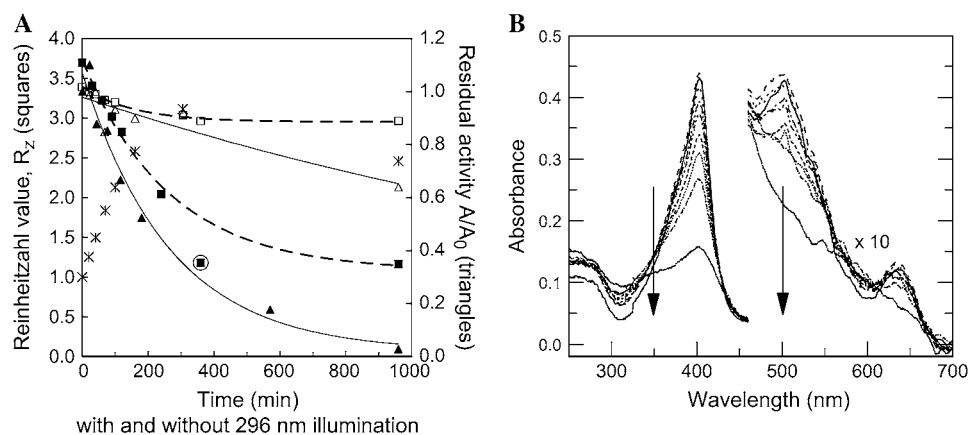 A
B
Reinheitzahl value, Rz (squares)
4.0
3.5
3.0
2.5
2.0
1.5
1.0
0.5
0.0
1.2
1.0
0.8
0.6
0.4
0.2
0.0
Residual activity A/A0 (triangles)
0 200 400 600 800 1000
Time (min)
with and without 296 nm illumination
Absorbance
0.5
0.4
0.3
0.2
0.1
0.0
x 10
300 400 500 600 700
Wavelength (nm)